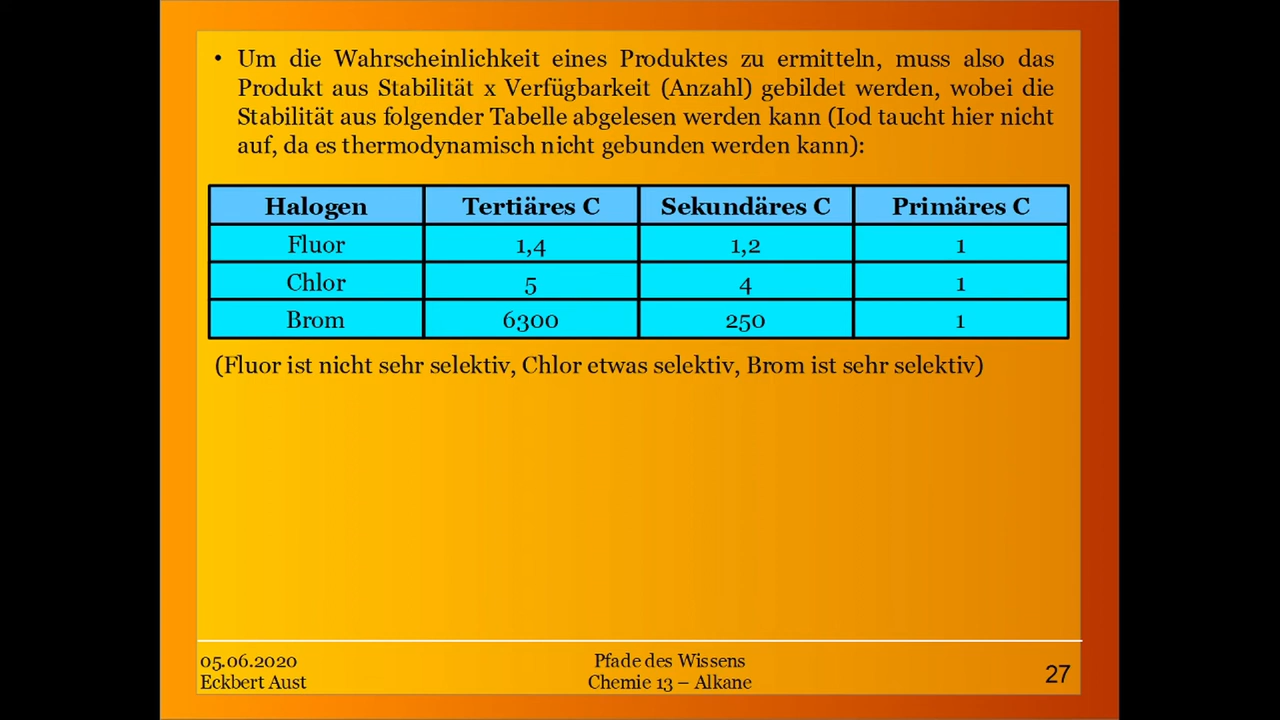 • Um die Wahrscheinlichkeit eines Produktes zu ermitteln, muss also das
Produkt aus Stabilität x Verfügbarkeit (Anzahl) gebildet werden, wobei die
Stabilität aus folgender Tabelle abgelesen werden kann (Iod taucht hier nicht
auf, da es thermodynamisch nicht gebunden werden kann):
Halogen Tertiäres C Sekundäres C Primäres C
Fluor 1,4 1,2 1
Chlor 5 4 1
Brom 6300 250 1
(Fluor ist nicht sehr selektiv, Chlor etwas selektiv, Brom ist sehr selektiv)
05.06.2020 Pfade des Wissens
Eckbert Aust Chemie 13 – Alkane 27